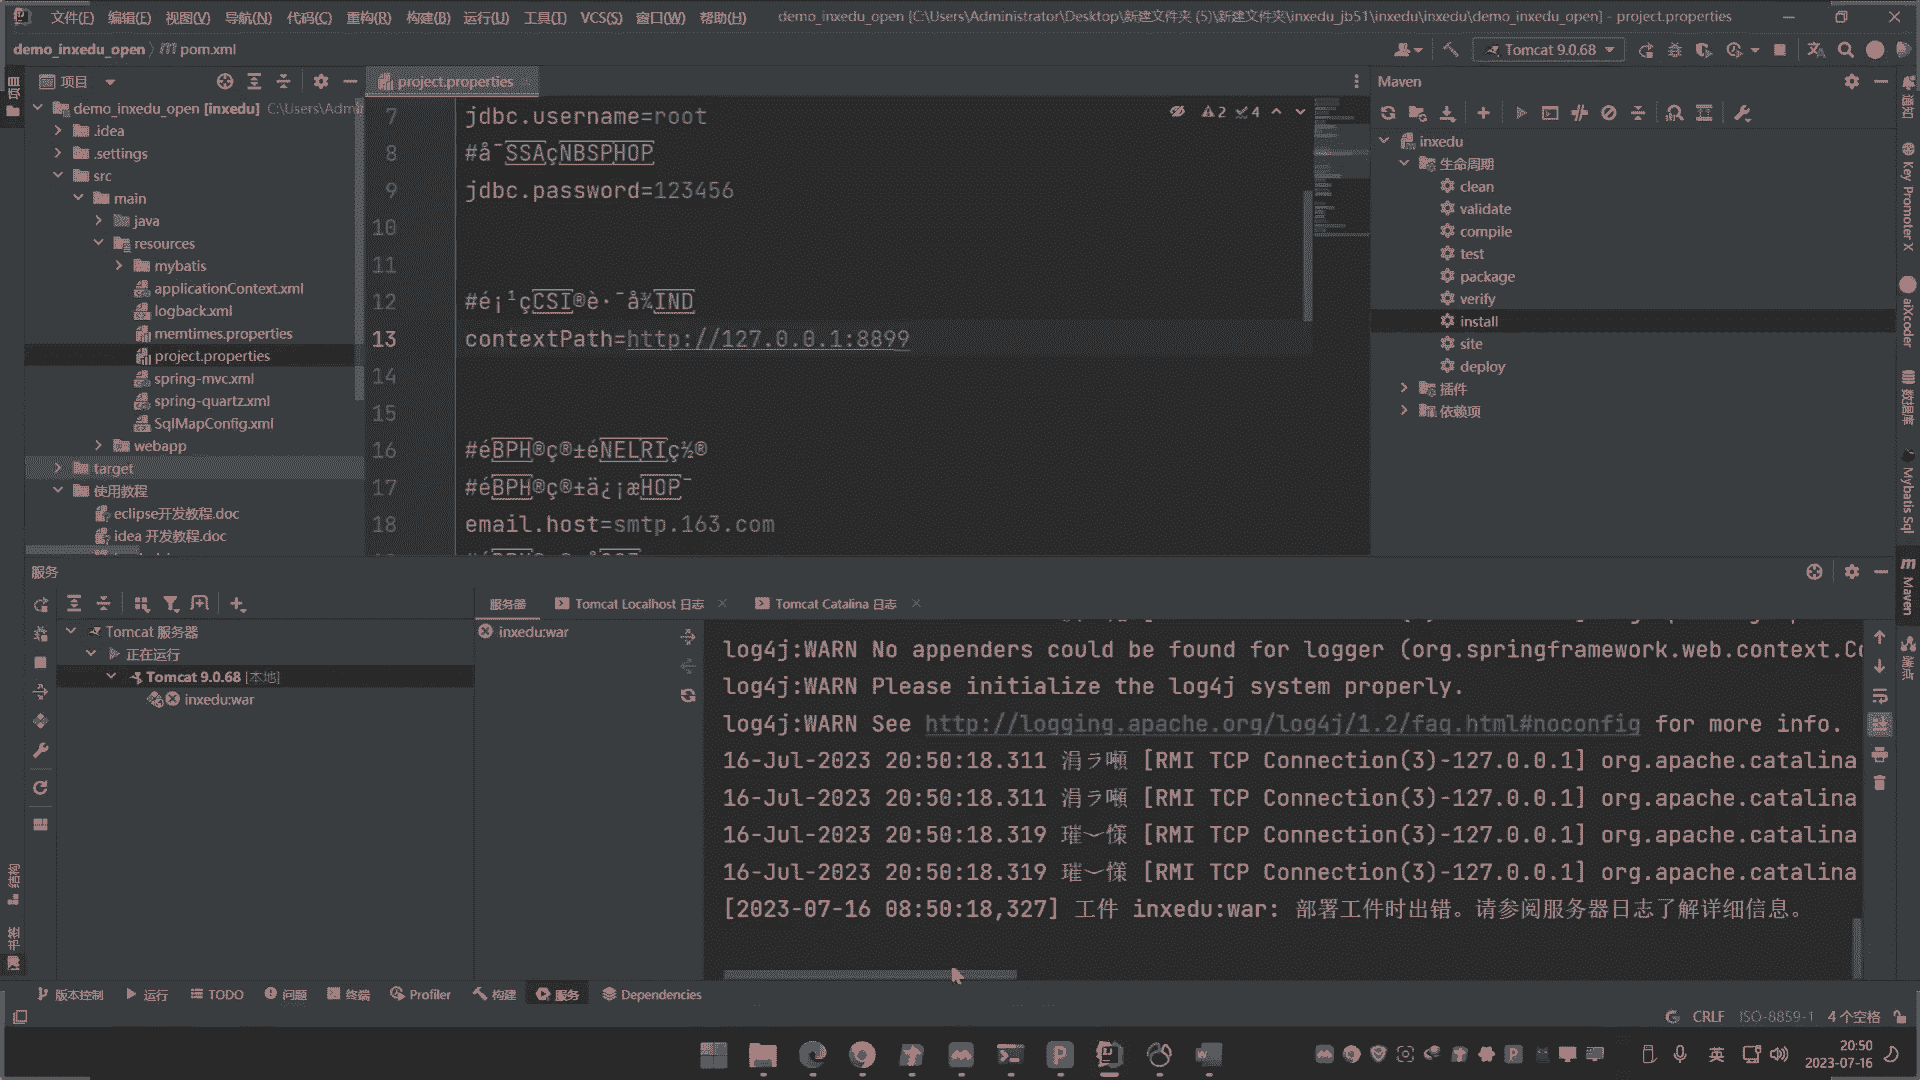 文件(F) 编辑(E) 视图(V) 导航(N) 代码(C) 重构(R) 构建(B) 运行(U) 工具(T) VCS(S) 窗口(W) 帮助(H) demo_inxedu_open [C:\Users\Administrator\Desktop\新建文件夹 (5)\新建文件夹\inxedu_jb51\inxedu\inxedu\demo_inxedu_open] - project.properties
demo_inxedu_open pom.xml
Tomcat 9.0.68
项目
demo_inxedu_open [inxedu] C:\Users\Admi
.idea
.settings
src
main
java
resources
mybatis
applicationContext.xml
logback.xml
memtimes.properties
project.properties
spring-mvc.xml
spring-quartz.xml
SqlMapConfig.xml
webapp
target
使用教程
eclipse开发教程.doc
idea 开发教程.doc
project.properties
2 4
7 jdbc.username=root
8 #å¯SSAçNBSPHOP
9 jdbc.password=123456
10
11
12 #é¡¹çCSI®è·¯å¾IND
13 contextPath=http://127.0.0.1:8899
14
15
16 #éBPH®ç®±éNELRIç½®
17 #éBPH®ç®±ä¿¡æHOP¯
18 email.host=smtp.163.com
Maven
inxedu
生命周期
clean
validate
compile
test
package
verify
install
site
deploy
插件
依赖项
通知
Key Promoter X
aiXcoder
数据库
Mybatis Sql
Maven
端点
项目
结构
书签
服务
Tomcat 服务器
正在运行
Tomcat 9.0.68 [本地]
inxedu:war
服务器 Tomcat Localhost 日志 Tomcat Catalina 日志
inxedu:war
log4j:WARN No appenders could be found for logger (org.springframework.web.context.Co
log4j:WARN Please initialize the log4j system properly.
log4j:WARN See http://logging.apache.org/log4j/1.2/faq.html#noconfig for more info.
16-Jul-2023 20:50:18.311 涓ラ噸 [RMI TCP Connection(3)-127.0.0.1] org.apache.catalina
16-Jul-2023 20:50:18.311 涓ラ噸 [RMI TCP Connection(3)-127.0.0.1] org.apache.catalina
16-Jul-2023 20:50:18.319 璀﹀憡 [RMI TCP Connection(3)-127.0.0.1] org.apache.catalina
16-Jul-2023 20:50:18.319 璀﹀憡 [RMI TCP Connection(3)-127.0.0.1] org.apache.catalina
[2023-07-16 08:50:18,327] 工件 inxedu:war: 部署工件时出错。请参阅服务器日志了解详细信息。
版本控制 运行 TODO 问题 终端 Profiler 构建 服务 Dependencies
CRLF ISO-8859-1 4 个空格
英
20:50
2023-07-16